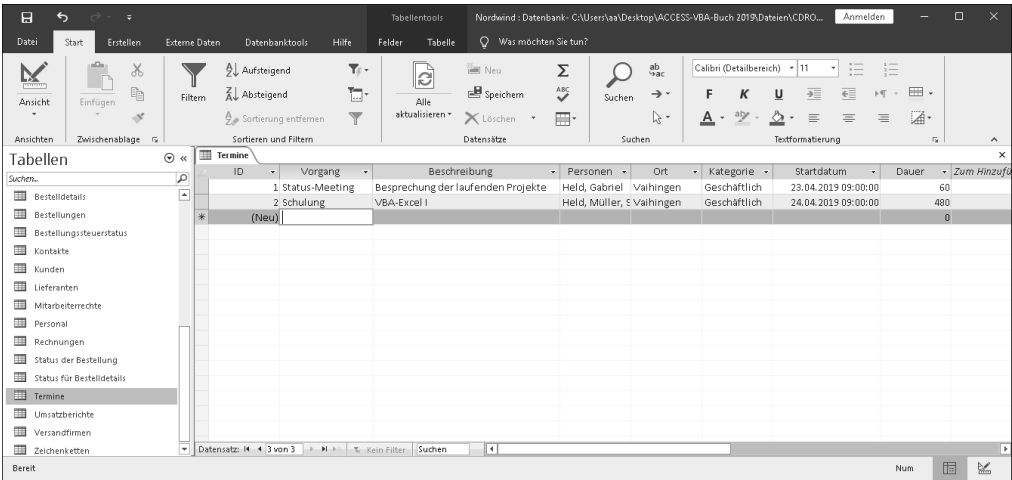 Tabellentools Nordwind : Datenbank- C:\Users\aa\Desktop\ACCESS-VBA-Buch 2019\Dateien\CDRO... Anmelden
Datei Start Erstellen Externe Daten Datenbanktools Hilfe Felder Tabelle Was möchten Sie tun?
Ansicht
Einfügen
Filtern
Aufsteigend
Absteigend
Sortierung entfernen
Alle aktualisieren
Neu
Speichern
Löschen
ABC
Suchen
ab
ac
Calibri (Detailbereich) 11
F K U
A
Ansichten Zwischenablage Sortieren und Filtern Datensätze Suchen Textformatierung
Tabellen
Suchen...
Bestelldetails
Bestellungen
Bestellungssteuerstatus
Kontakte
Kunden
Lieferanten
Mitarbeiterrechte
Personal
Rechnungen
Status der Bestellung
Status für Bestelldetails
Termine
Umsatzberichte
Versandfirmen
Zeichenketten
Termine
ID Vorgang Beschreibung Personen Ort Kategorie Startdatum Dauer Zum Hinzufü
1 Status-Meeting Besprechung der laufenden Projekte Held, Gabriel Vaihingen Geschäftlich 23.04.2019 09:00:00 60
2 Schulung VBA-Excel I Held, Müller, S Vaihingen Geschäftlich 24.04.2019 09:00:00 480
(Neu) 0
Datensatz: 3 von 3 Kein Filter Suchen
Bereit Num